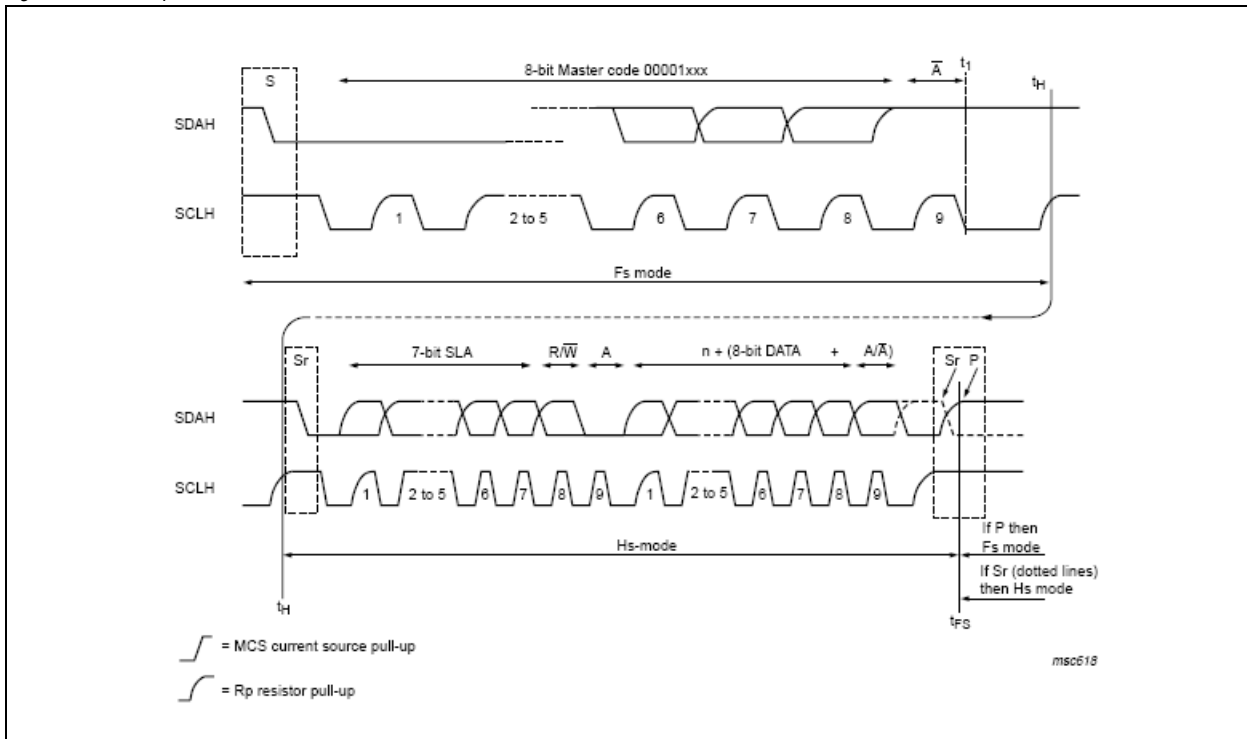 S
8-bit Master code 00001xxx
A̅
t1
tH
SDAH
SCLH
1
2 to 5
6
7
8
9
Fs mode
Sr
7-bit SLA
R/W̅
A
n + (8-bit DATA + A/A̅)
Sr P
SDAH
SCLH
1
2 to 5
6
7
8
9
1
2 to 5
6
7
8
9
If P then
Fs mode
Hs-mode
If Sr (dotted lines)
then Hs mode
tH
tFS
= MCS current source pull-up
msc618
= Rp resistor pull-up